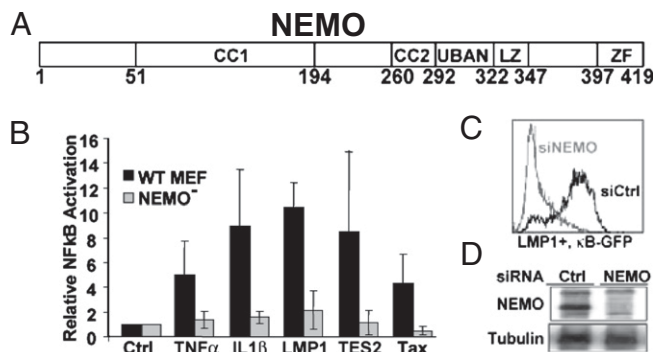 A
NEMO
CC1 CC2 UBAN LZ ZF
1 51 194 260 292 322 347 397 419
B
Relative NFkB Activation
16
14
12
10
8
6
4
2
0
WT MEF
NEMO⁻
Ctrl TNFα IL1β LMP1 TES2 Tax
C
siNEMO
siCtrl
LMP1+, κB-GFP
D
siRNA Ctrl NEMO
NEMO
Tubulin